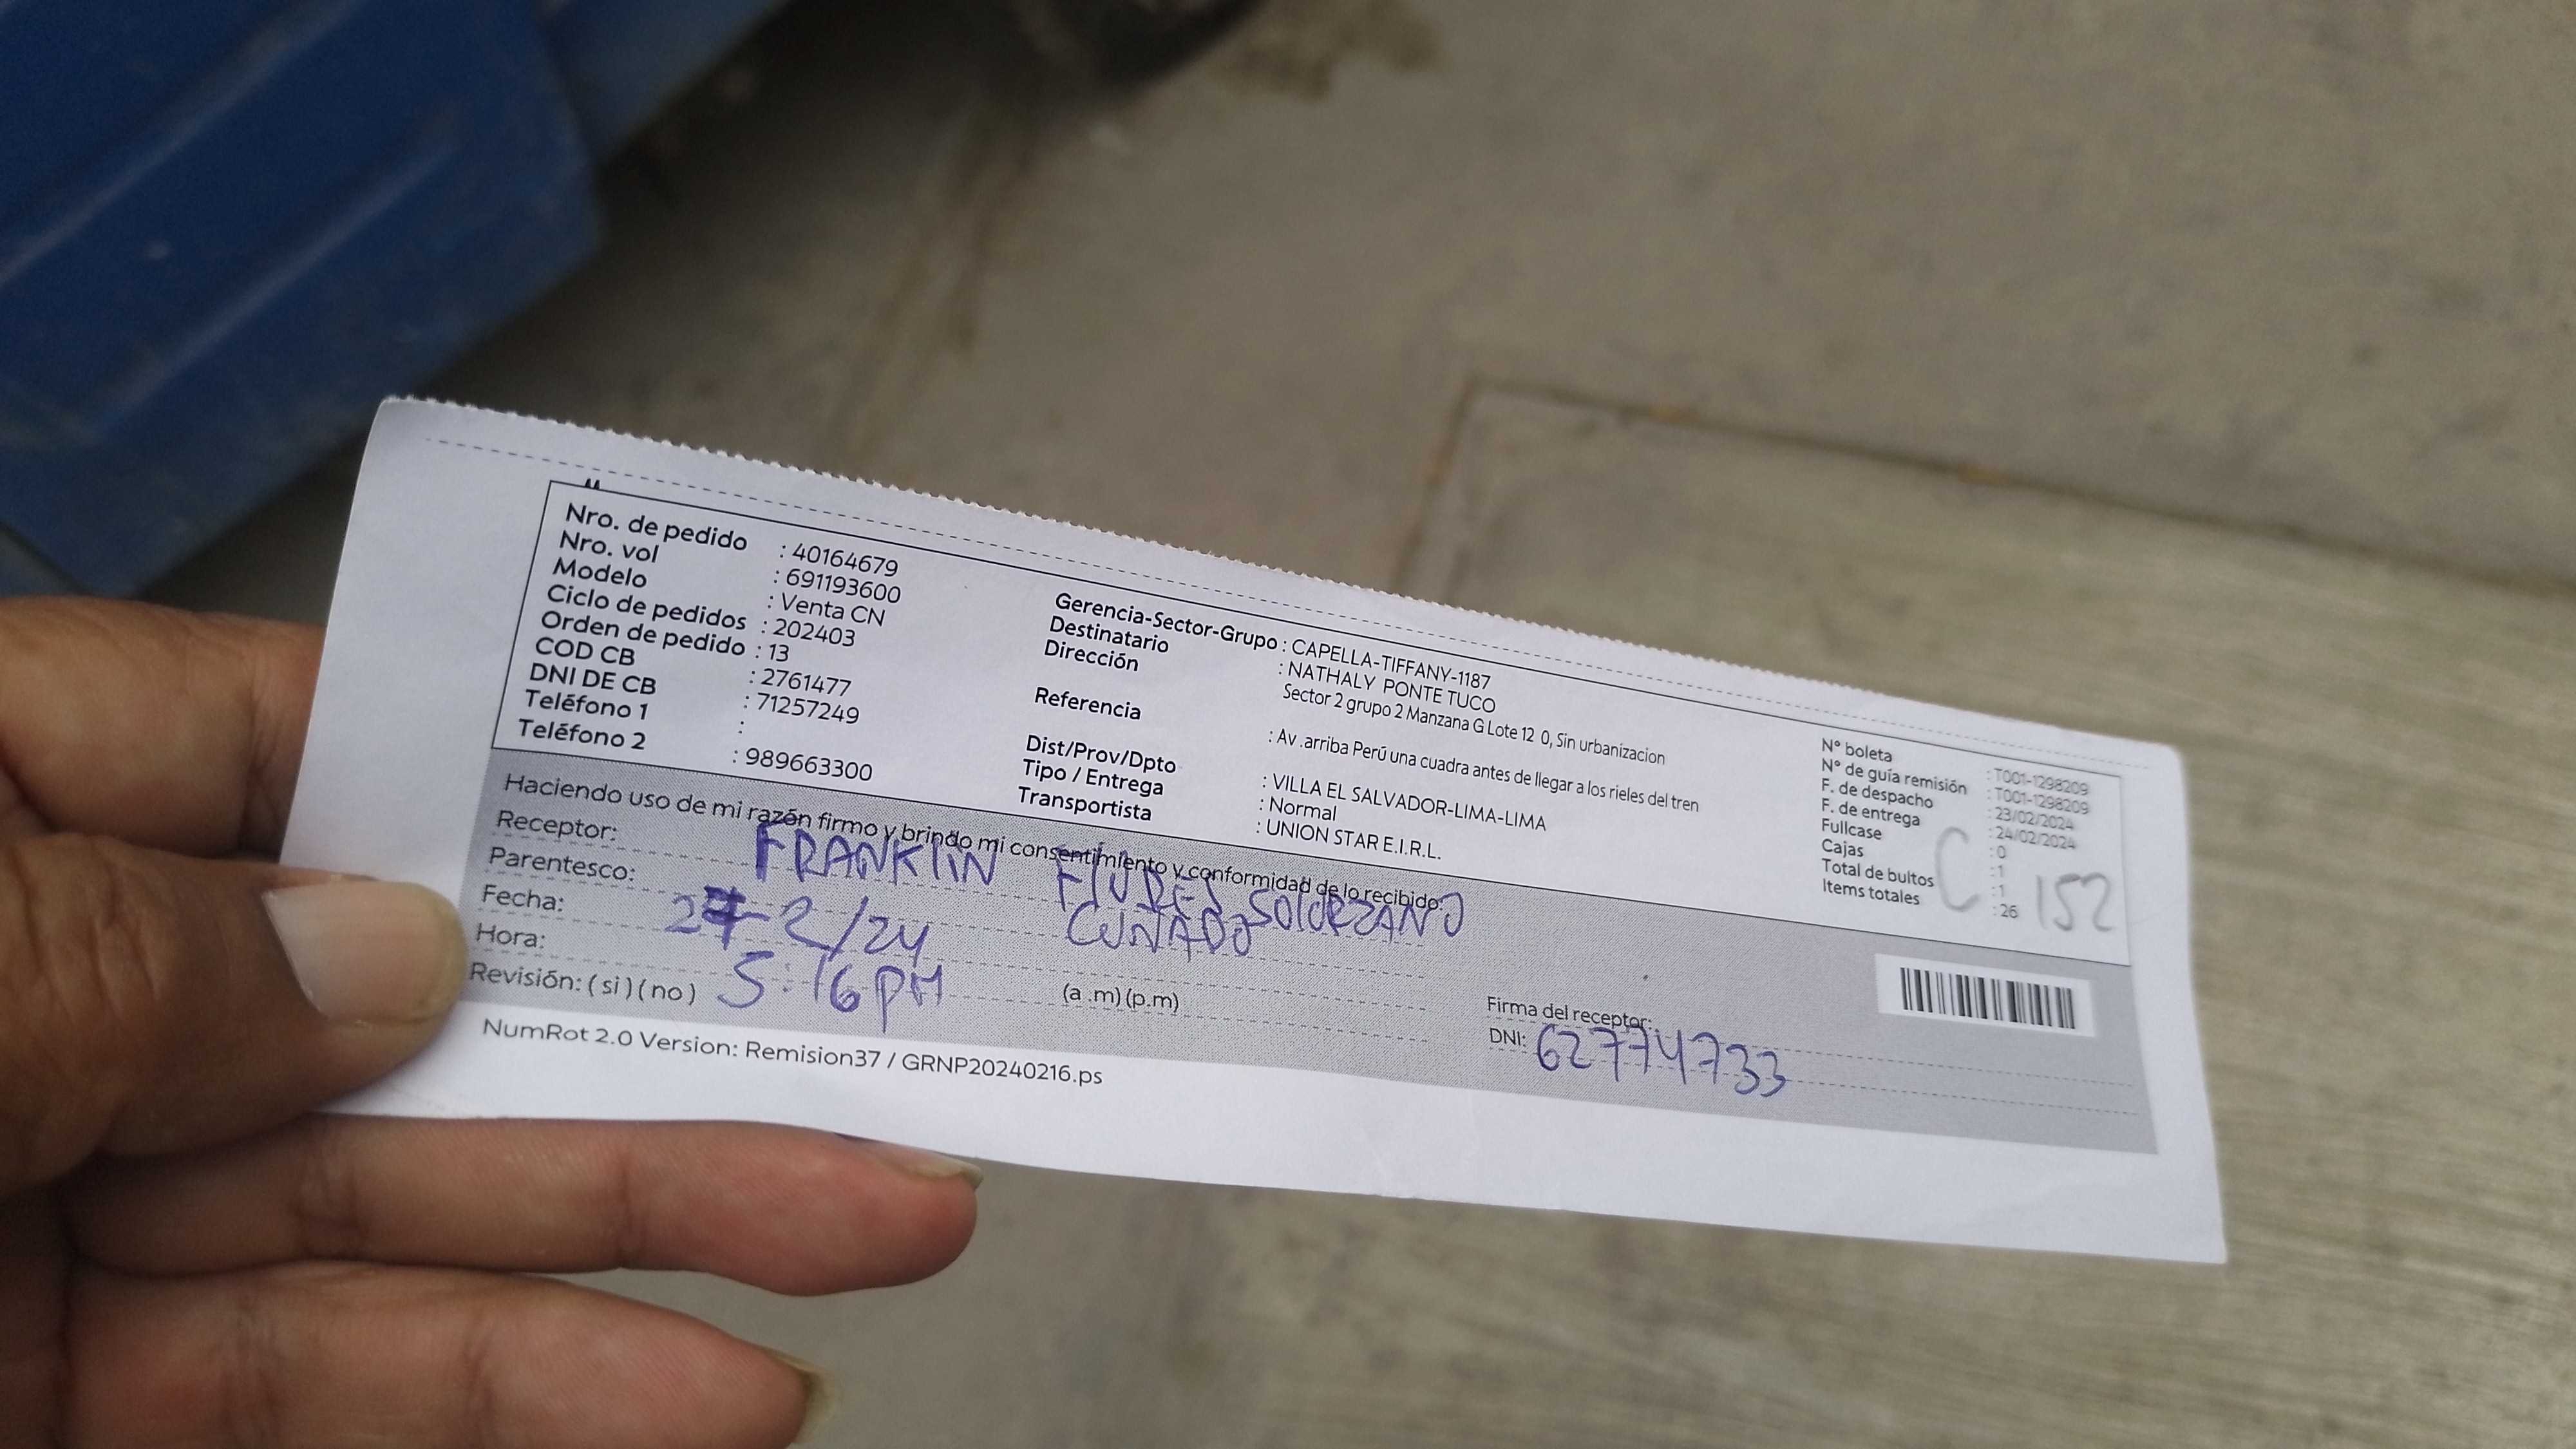 Nro. de pedido : 40164679
Nro. vol : 691193600
Modelo : Venta CN
Ciclo de pedidos : 202403
Orden de pedido : 13
COD CB : 2761477
DNI DE CB : 71257249
Teléfono 1 :
Teléfono 2 : 989663300
Gerencia-Sector-Grupo : CAPELLA-TIFFANY-1187
Destinatario : NATHALY PONTE TUCO
Dirección Sector 2 grupo 2 Manzana G Lote 12 0, Sin urbanizacion
Referencia : Av .arriba Perú una cuadra antes de llegar a los rieles del tren
Dist/Prov/Dpto : VILLA EL SALVADOR-LIMA-LIMA
Tipo / Entrega : Normal
Transportista : UNION STAR E.I.R.L.
N° boleta : T001-1298209
N° de guía remisión : T001-1298209
F. de despacho : 23/02/2024
F. de entrega : 24/02/2024
Fullcase : 0
Cajas : 1
Total de bultos : 1
Items totales : 26
C 152
Haciendo uso de mi razón firmo y brindo mi consentimiento y conformidad de lo recibido:
Receptor: FRANKLIN SOLORZANO
Parentesco: CUÑADO
Fecha: 2/24
Hora: 5:16 PM (a .m) (p.m)
Revisión: ( si ) ( no )
Firma del receptor:
DNI: 62774733
NumRot 2.0 Version: Remision37 / GRNP20240216.ps